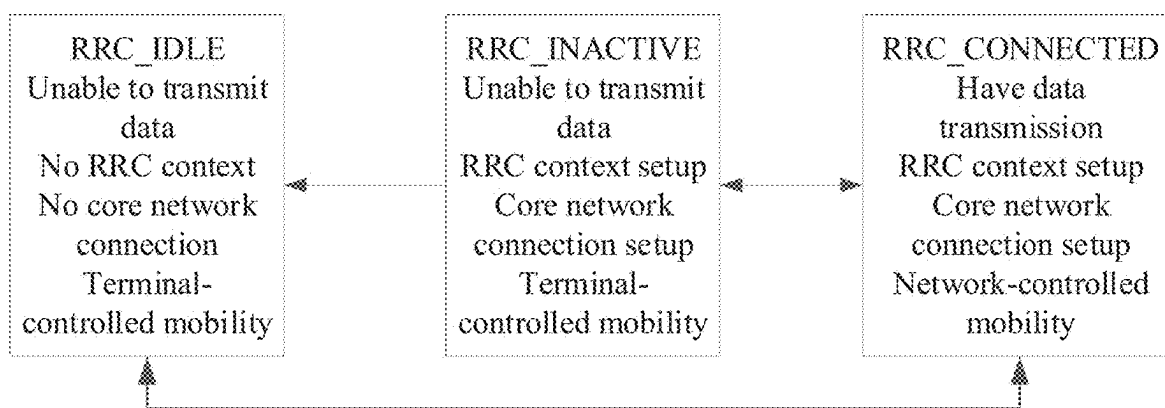 RRC_IDLE
Unable to transmit
data
No RRC context
No core network
connection
Terminal-
controlled mobility
RRC_INACTIVE
Unable to transmit
data
RRC context setup
Core network
connection setup
Terminal-
controlled mobility
RRC_CONNECTED
Have data
transmission
RRC context setup
Core network
connection setup
Network-controlled
mobility